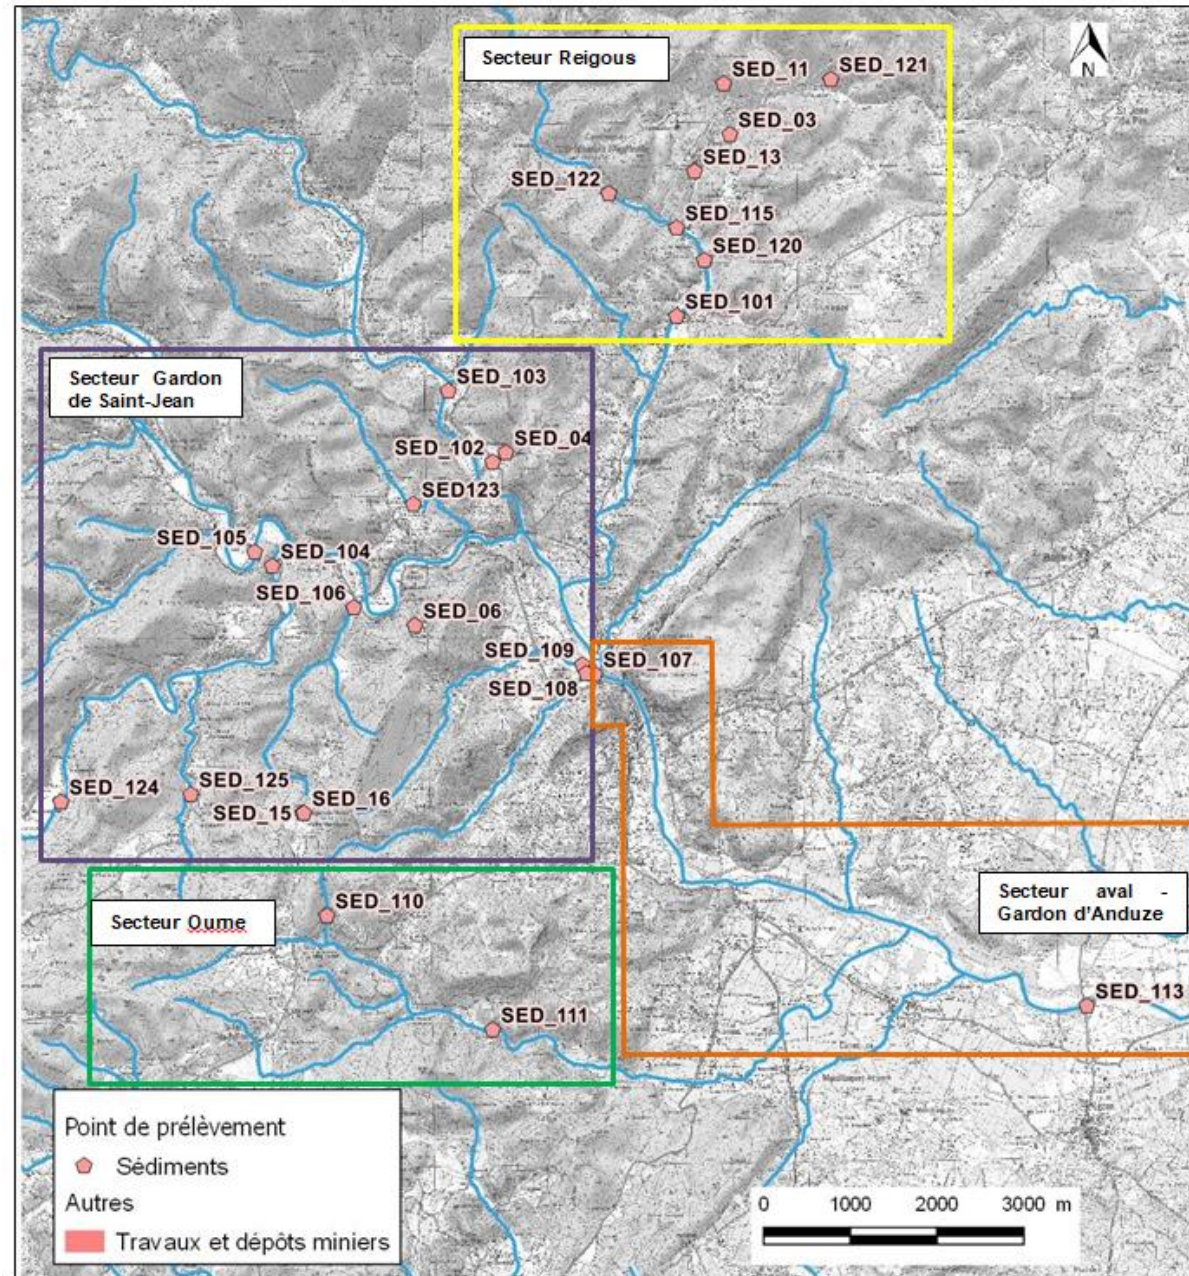 Secteur Reigous
N
SED_11
SED_121
SED_03
SED_13
SED_122
SED_115
SED_120
SED_101
Secteur Gardon
de Saint-Jean
SED_103
SED_102
SED_04
SED123
SED_105
SED_104
SED_106
SED_06
SED_109
SED_107
SED_108
SED_124
SED_125
SED_16
SED_15
Secteur aval -
Gardon d'Anduze
Secteur Ourne
SED_110
SED_113
SED_111
Point de prélèvement
Sédiments
Autres
Travaux et dépôts miniers
0 1000 2000 3000 m